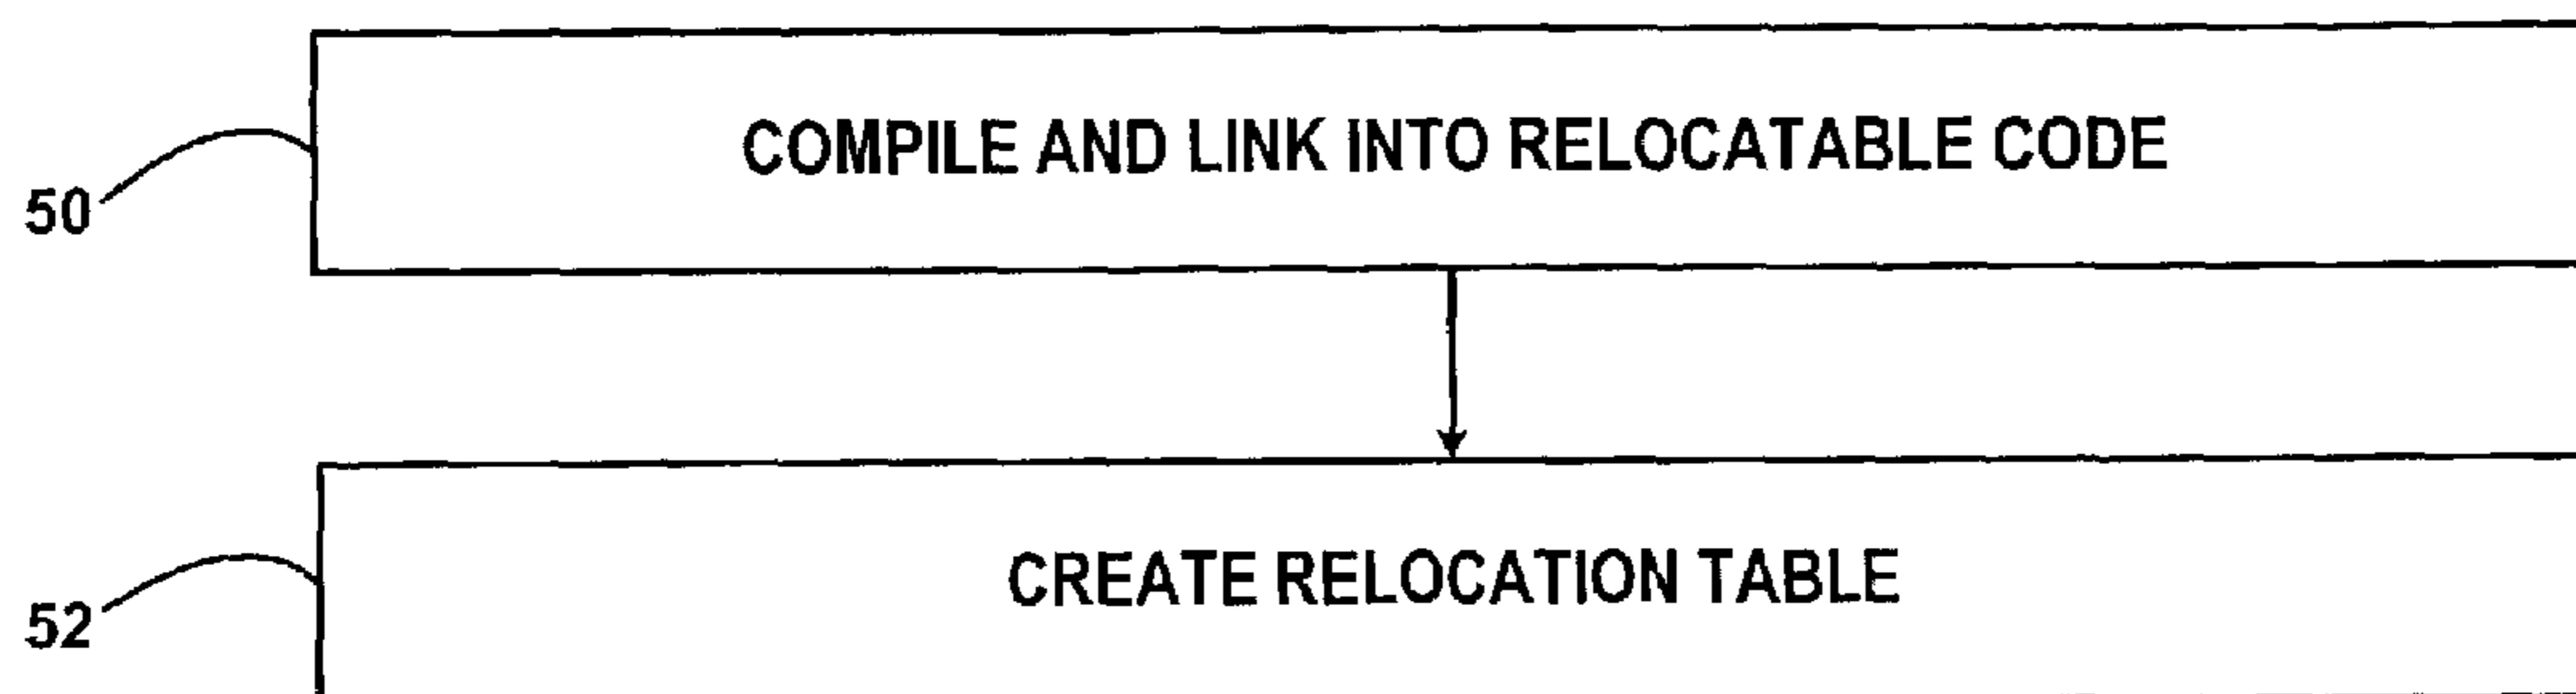 COMPILE AND LINK INTO RELOCATABLE CODE
50
CREATE RELOCATION TABLE
52